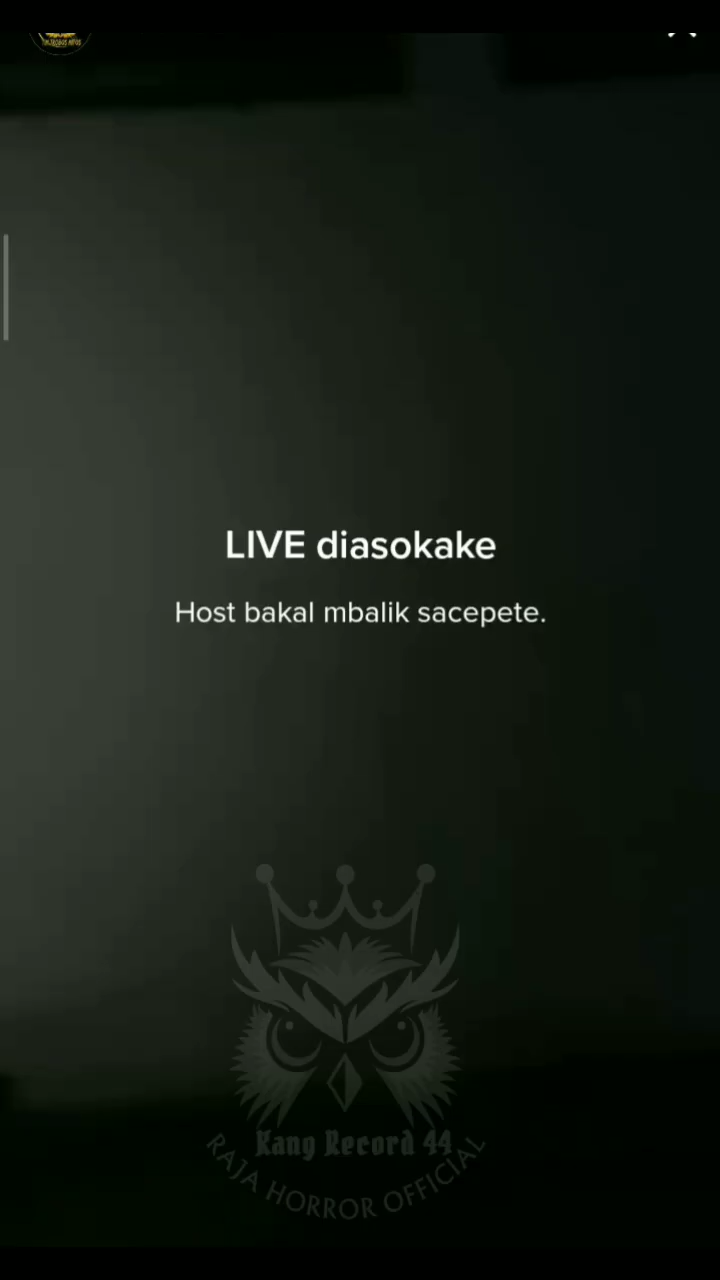 LIVE diasokake
Host bakal mbalik sacepete.
Kang Record 44
RAJA HORROR OFFICIAL